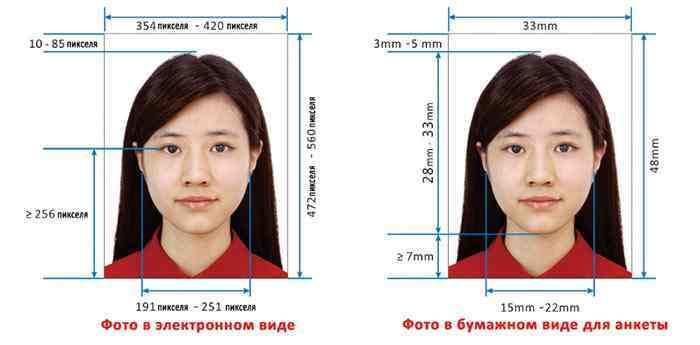 354 пикселя - 420 пикселя
10 - 85 пикселя
472 пикселя - 560 пикселя
≥ 256 пикселя
191 пикселя - 251 пикселя
Фото в электронном виде
33mm
3mm -5 mm
28mm - 33mm
48mm
≥ 7mm
15mm -22mm
Фото в бумажном виде для анкеты